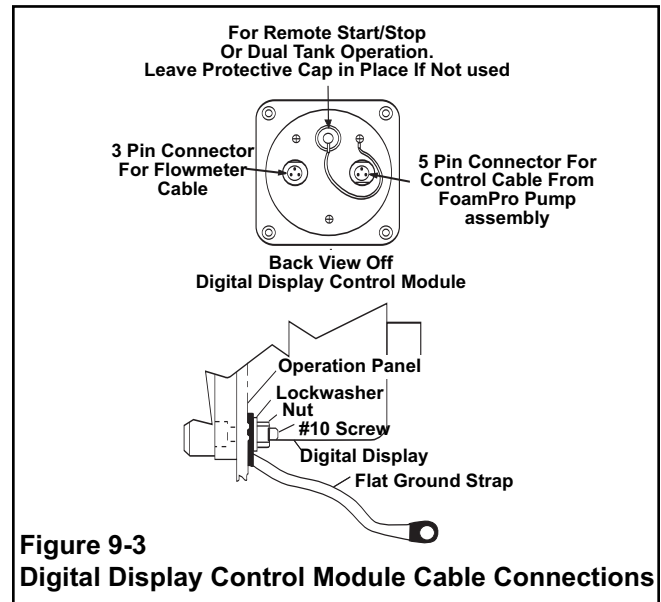 For Remote Start/Stop
Or Dual Tank Operation.
Leave Protective Cap in Place If Not used
3 Pin Connector
For Flowmeter
Cable
5 Pin Connector For
Control Cable From
FoamPro Pump
assembly
Back View Off
Digital Display Control Module
Operation Panel
Lockwasher
Nut
#10 Screw
Digital Display
Flat Ground Strap
Figure 9-3
Digital Display Control Module Cable Connections